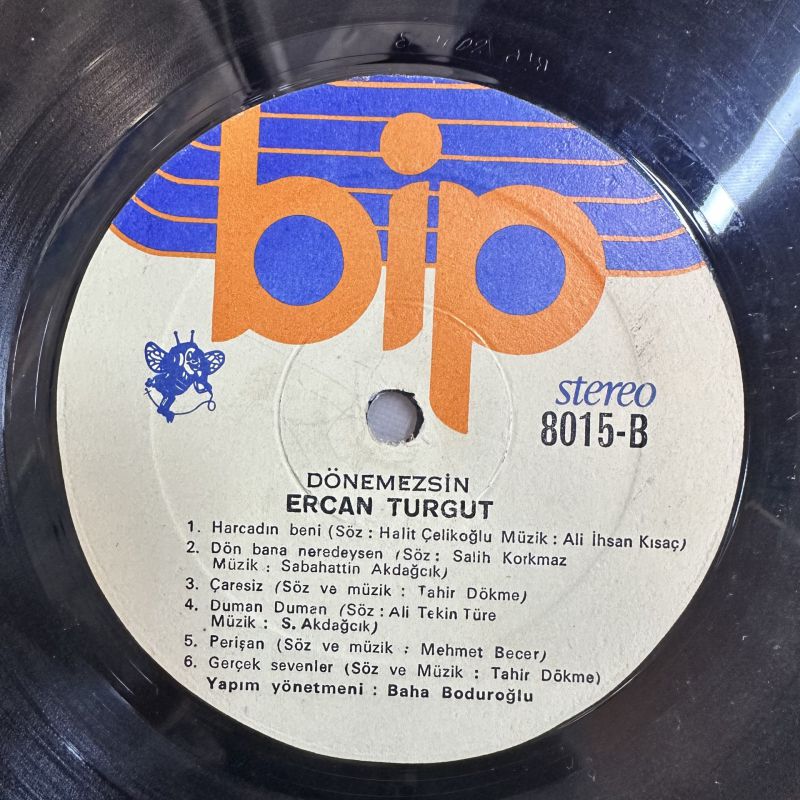 bip
stereo
8015-B
DÖNEMEZSİN
ERCAN TURGUT
1. Harcadın beni (Söz : Halit Çelikoğlu Müzik : Ali İhsan Kısaç)
2. Dön bana neredeysen (Söz : Salih Korkmaz
Müzik : Sabahattin Akdağcık)
3. Çaresiz (Söz ve müzik : Tahir Dökme)
4. Duman Duman (Söz : Ali Tekin Türe
Müzik : S. Akdağcık)
5. Perişan (Söz ve müzik : Mehmet Becer)
6. Gerçek sevenler (Söz ve Müzik : Tahir Dökme)
Yapım yönetmeni : Baha Boduroğlu